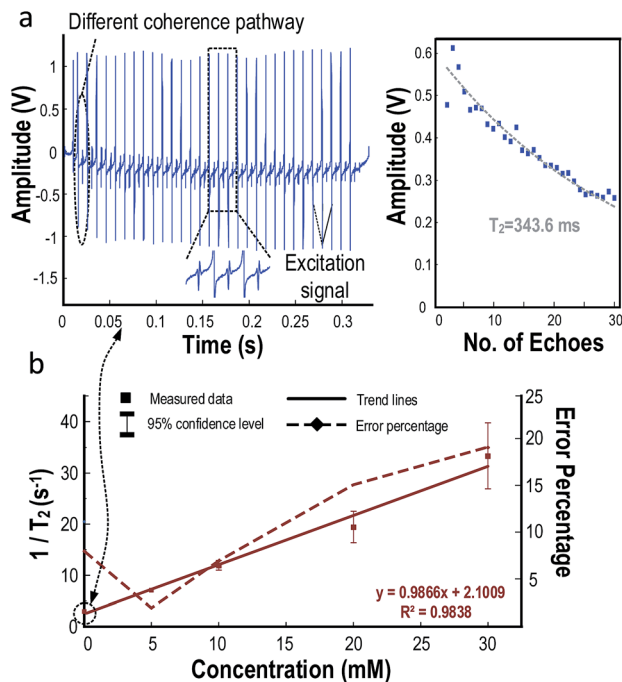 a
Different coherence pathway
Amplitude (V)
1
0.5
0
-0.5
-1
-1.5
0
0.05
0.1
0.15
0.2
0.25
0.3
Time (s)
Excitation
signal
Amplitude (V)
0.6
0.5
0.4
0.3
0.2
0.1
0
0
10
20
30
T₂=343.6 ms
No. of Echoes
b
Measured data
95% confidence level
Trend lines
Error percentage
1 / T₂ (s⁻¹)
40
30
20
10
0
25
20
15
10
5
Error Percentage
y = 0.9866x + 2.1009
R² = 0.9838
0
5
10
20
30
Concentration (mM)